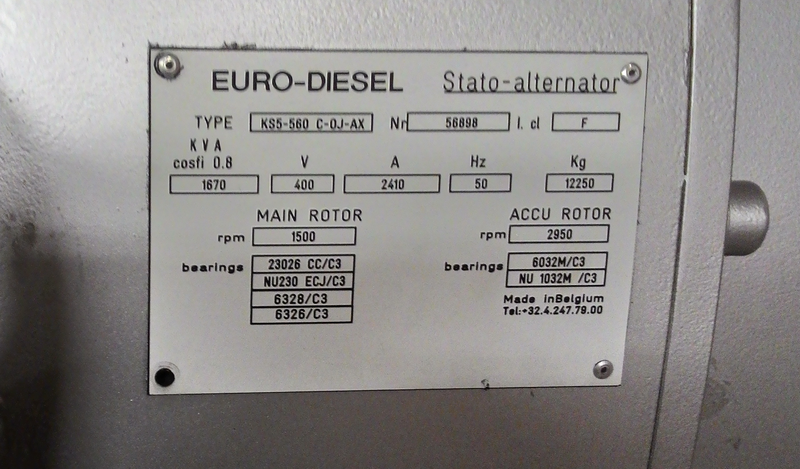 EURO-DIESEL Stato-alternator
TYPE KS5-560 C-0J-AX Nr 56898 I. cl F
KVA
cosfi 0.8 V A Hz Kg
1670 400 2410 50 12250
MAIN ROTOR ACCU ROTOR
rpm 1500 rpm 2950
bearings 23026 CC/C3 bearings 6032M/C3
NU230 ECJ/C3 NU 1032M /C3
6328/C3 Made inBelgium
6326/C3 Tel:+32.4.247.79.00